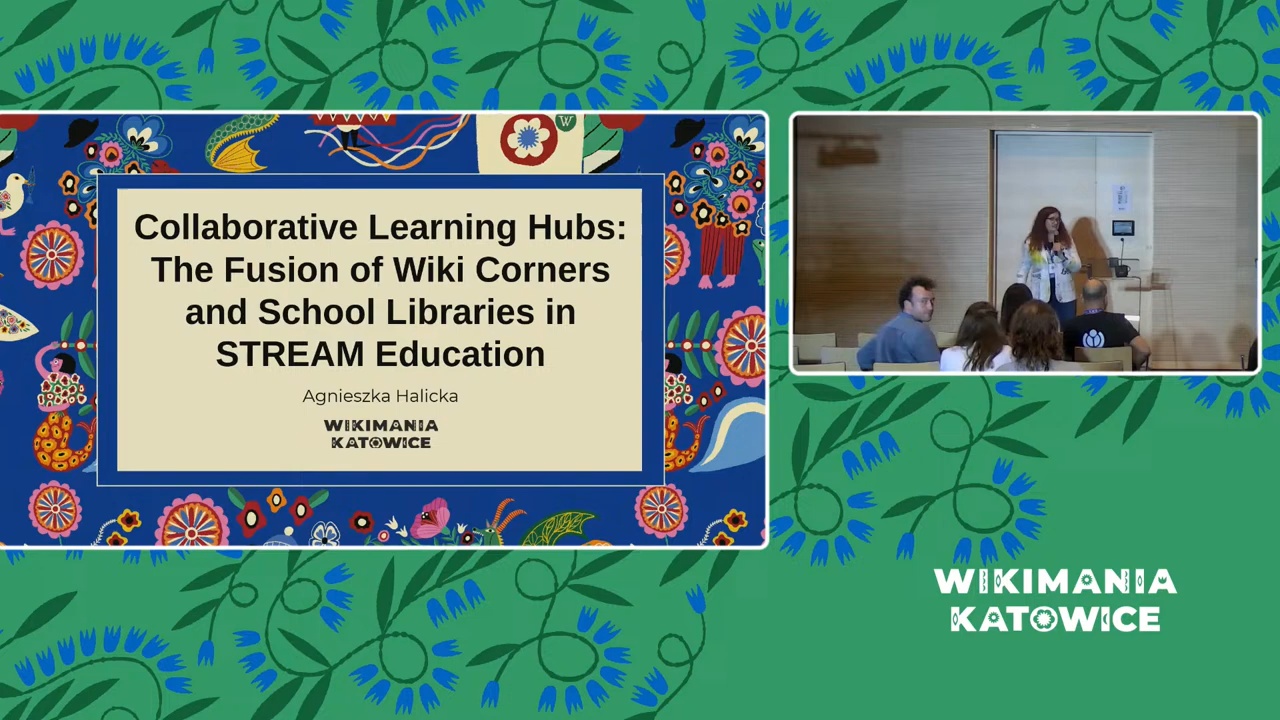 Collaborative Learning Hubs:
The Fusion of Wiki Corners
and School Libraries in
STREAM Education
Agnieszka Halicka
WIKIMANIA
KATOWICE
W
WIKIMANIA
KATOWICE